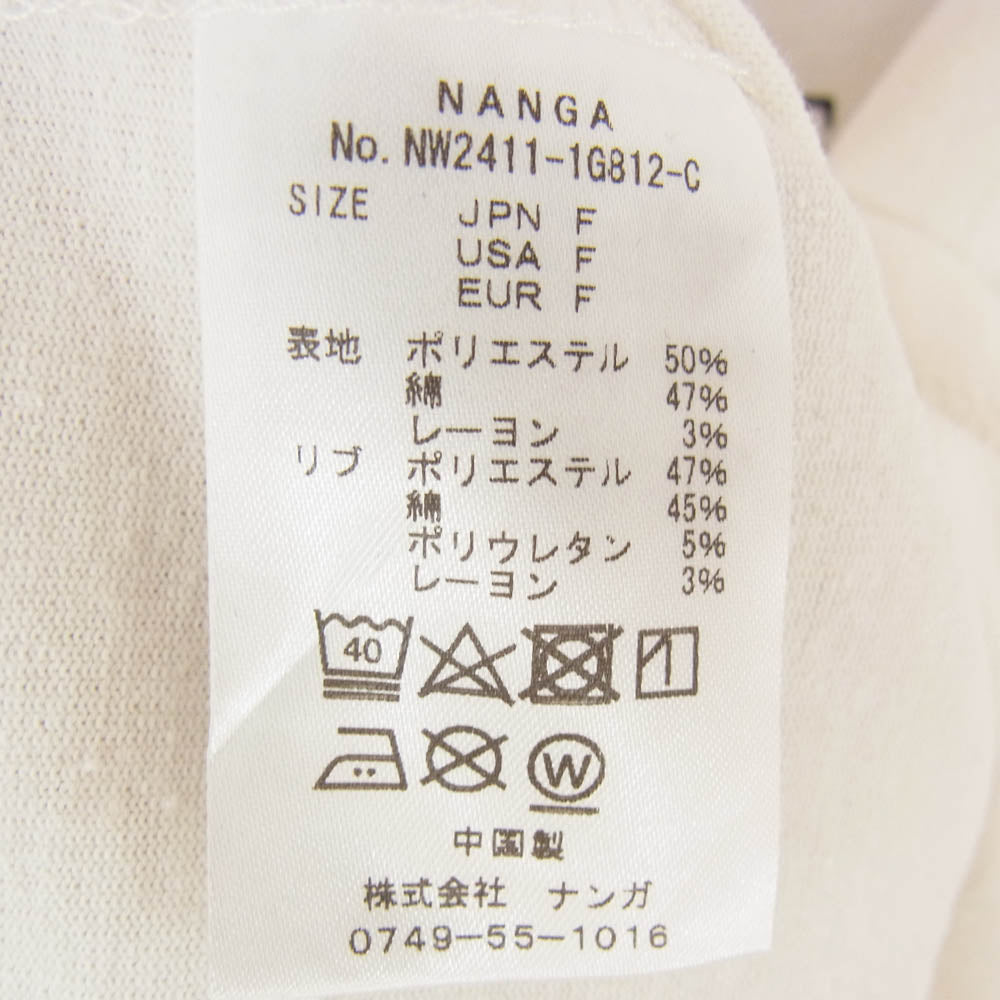 NANGA
No. NW2411-1G812-C
SIZE JPN F
USA F
EUR F
表地 ポリエステル 50%
綿 47%
レーヨン 3%
リブ ポリエステル 47%
綿 45%
ポリウレタン 5%
レーヨン 3%
40
W
中国製
株式会社 ナンガ
0749-55-1016